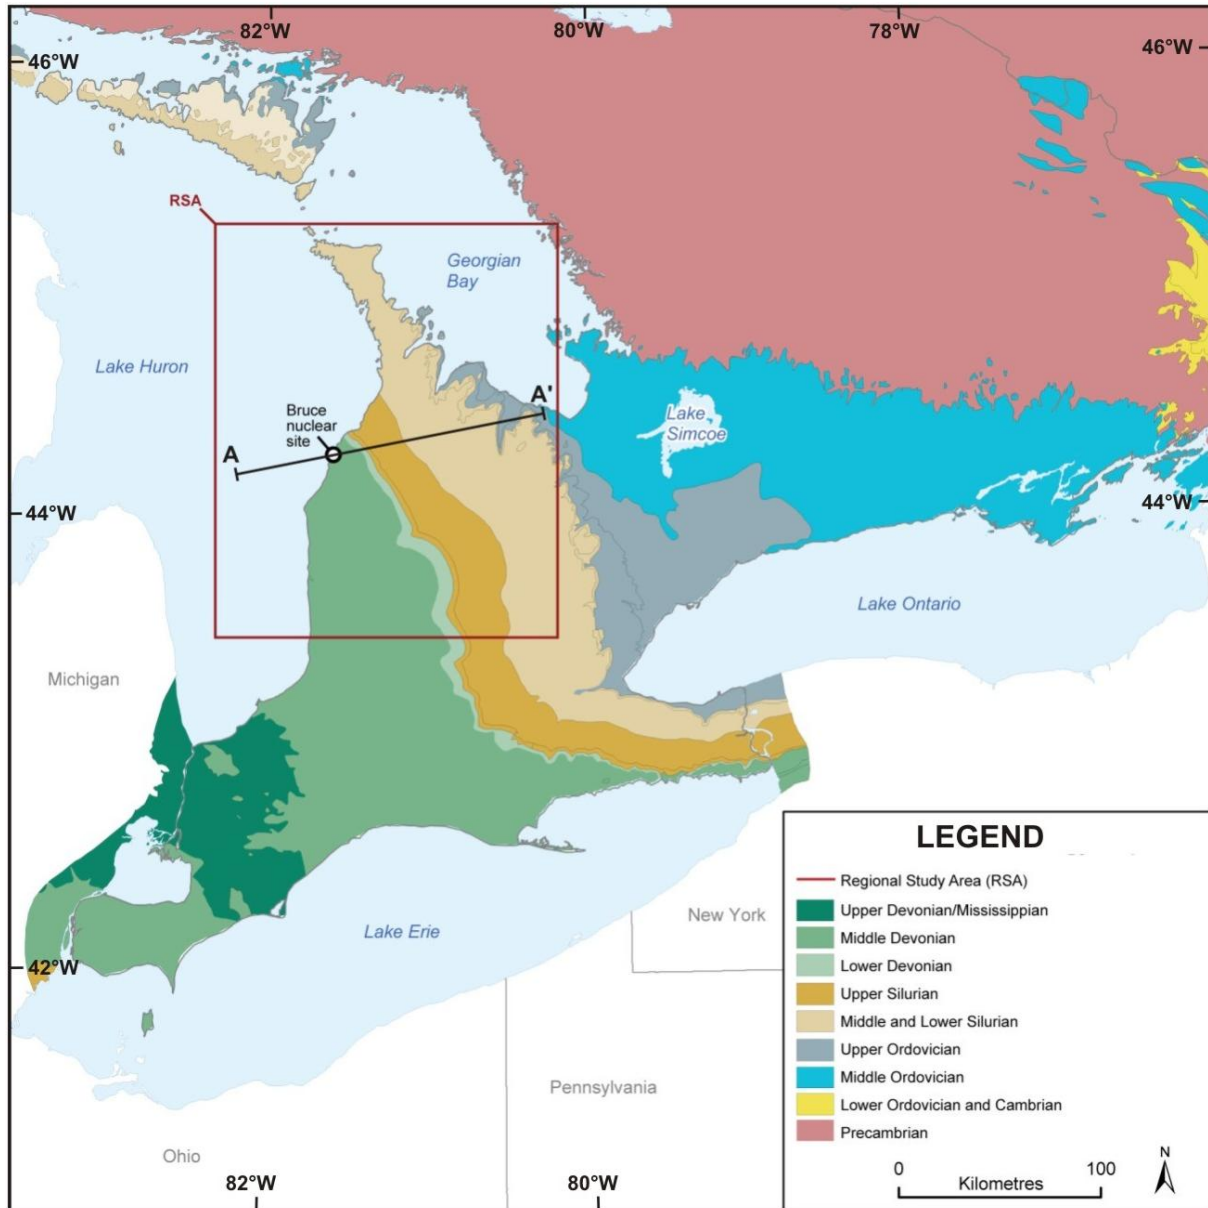 82°W
80°W
78°W
46°W
46°W
RSA
Georgian
Bay
Lake Huron
Bruce
nuclear
site
A
A'
Lake
Simcoe
44°W
44°W
Lake Ontario
Michigan
LEGEND
Regional Study Area (RSA)
Upper Devonian/Mississippian
Middle Devonian
Lower Devonian
Upper Silurian
Middle and Lower Silurian
Upper Ordovician
Middle Ordovician
Lower Ordovician and Cambrian
Precambrian
0 100
Kilometres
N
New York
Lake Erie
42°W
Pennsylvania
Ohio
82°W
80°W